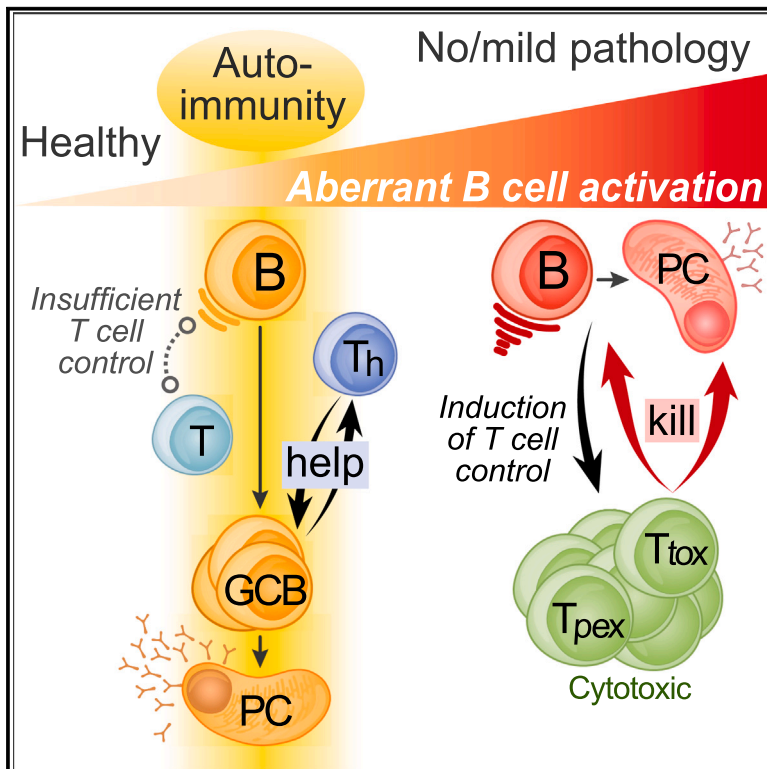 No/mild pathology
Auto-
immunity
Healthy
Aberrant B cell activation
B
Insufficient
T cell
control
Th
T
help
GCB
PC
B
PC
Induction
of T cell
control
kill
Ttox
Tpex
Cytotoxic